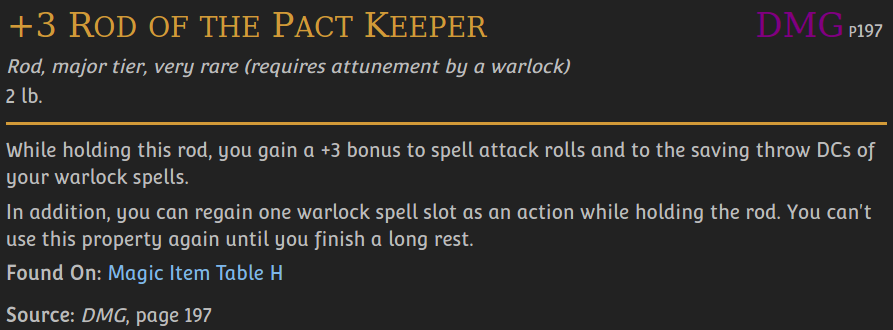 +3 Rod of the Pact Keeper DMG P197
Rod, major tier, very rare (requires attunement by a warlock)
2 lb.
While holding this rod, you gain a +3 bonus to spell attack rolls and to the saving throw DCs of
your warlock spells.
In addition, you can regain one warlock spell slot as an action while holding the rod. You can't
use this property again until you finish a long rest.
Found On: Magic Item Table H
Source: DMG, page 197